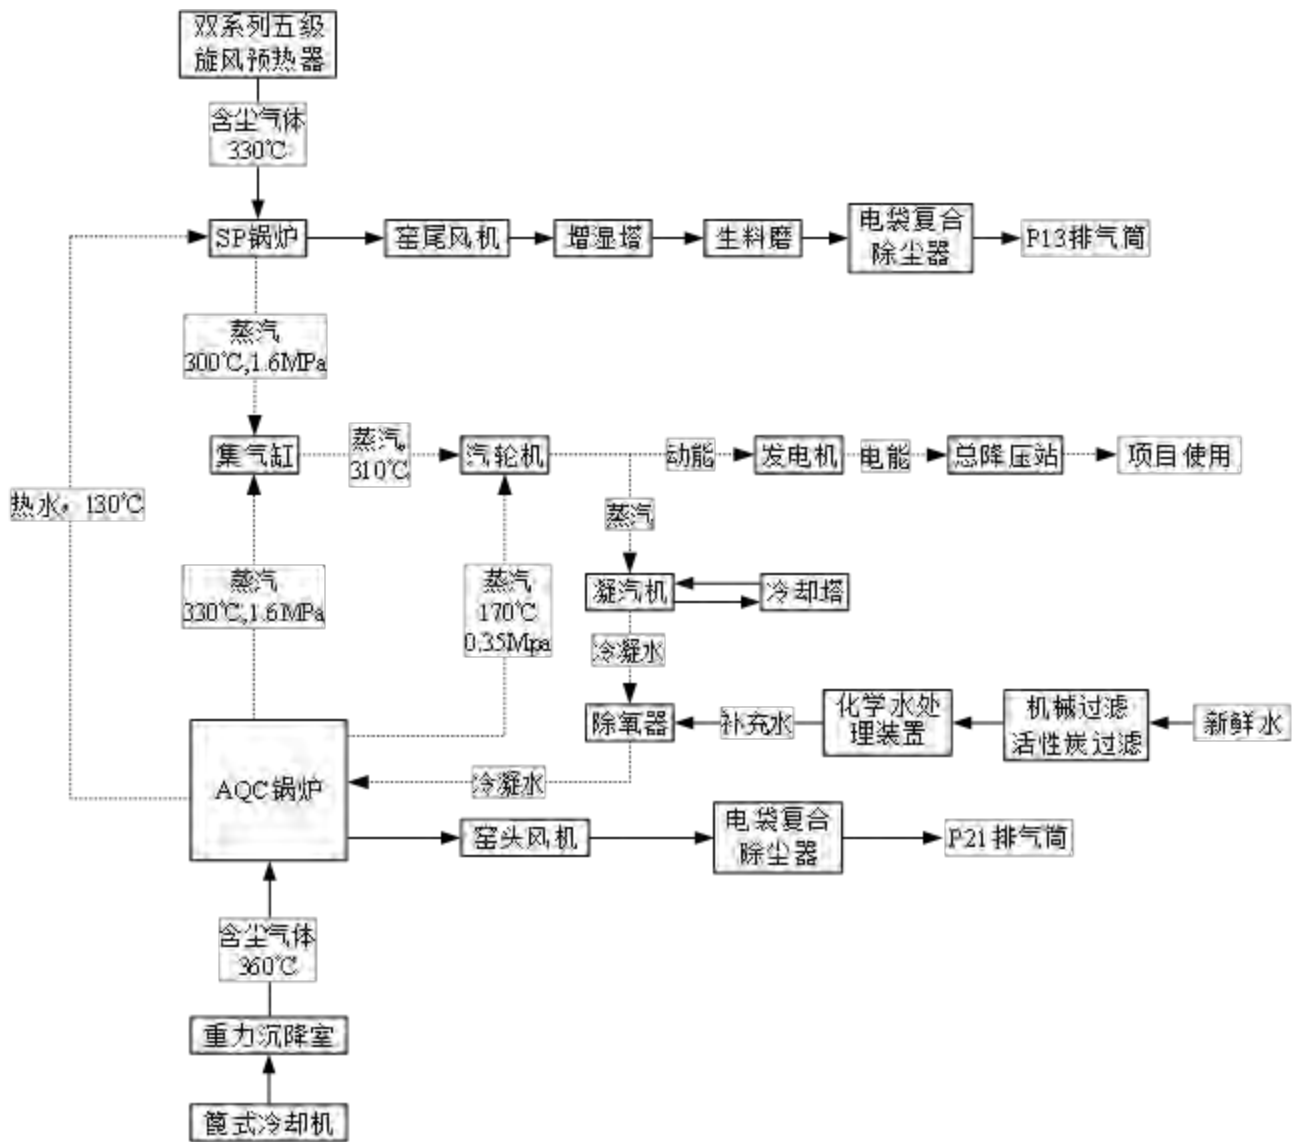 双系列五级
旋风预热器
含尘气体
330℃
SP锅炉
窑尾风机
增湿塔
生料磨
电袋复合
除尘器
P13排气筒
蒸汽
300℃,1.6MPa
集气缸
蒸汽。
310℃
汽轮机
动能
发电机
电能
总降压站
项目使用
热水。130℃
蒸汽
凝汽机
冷却塔
蒸汽
330℃,1.6MPa
蒸汽
170℃
0.35Mpa
冷凝水
除氧器
补充水
化学水处
理装置
机械过滤
活性炭过滤
新鲜水
AQC锅炉
冷凝水
窑头风机
电袋复合
除尘器
P21排气筒
含尘气体
360℃
重力沉降室
篦式冷却机